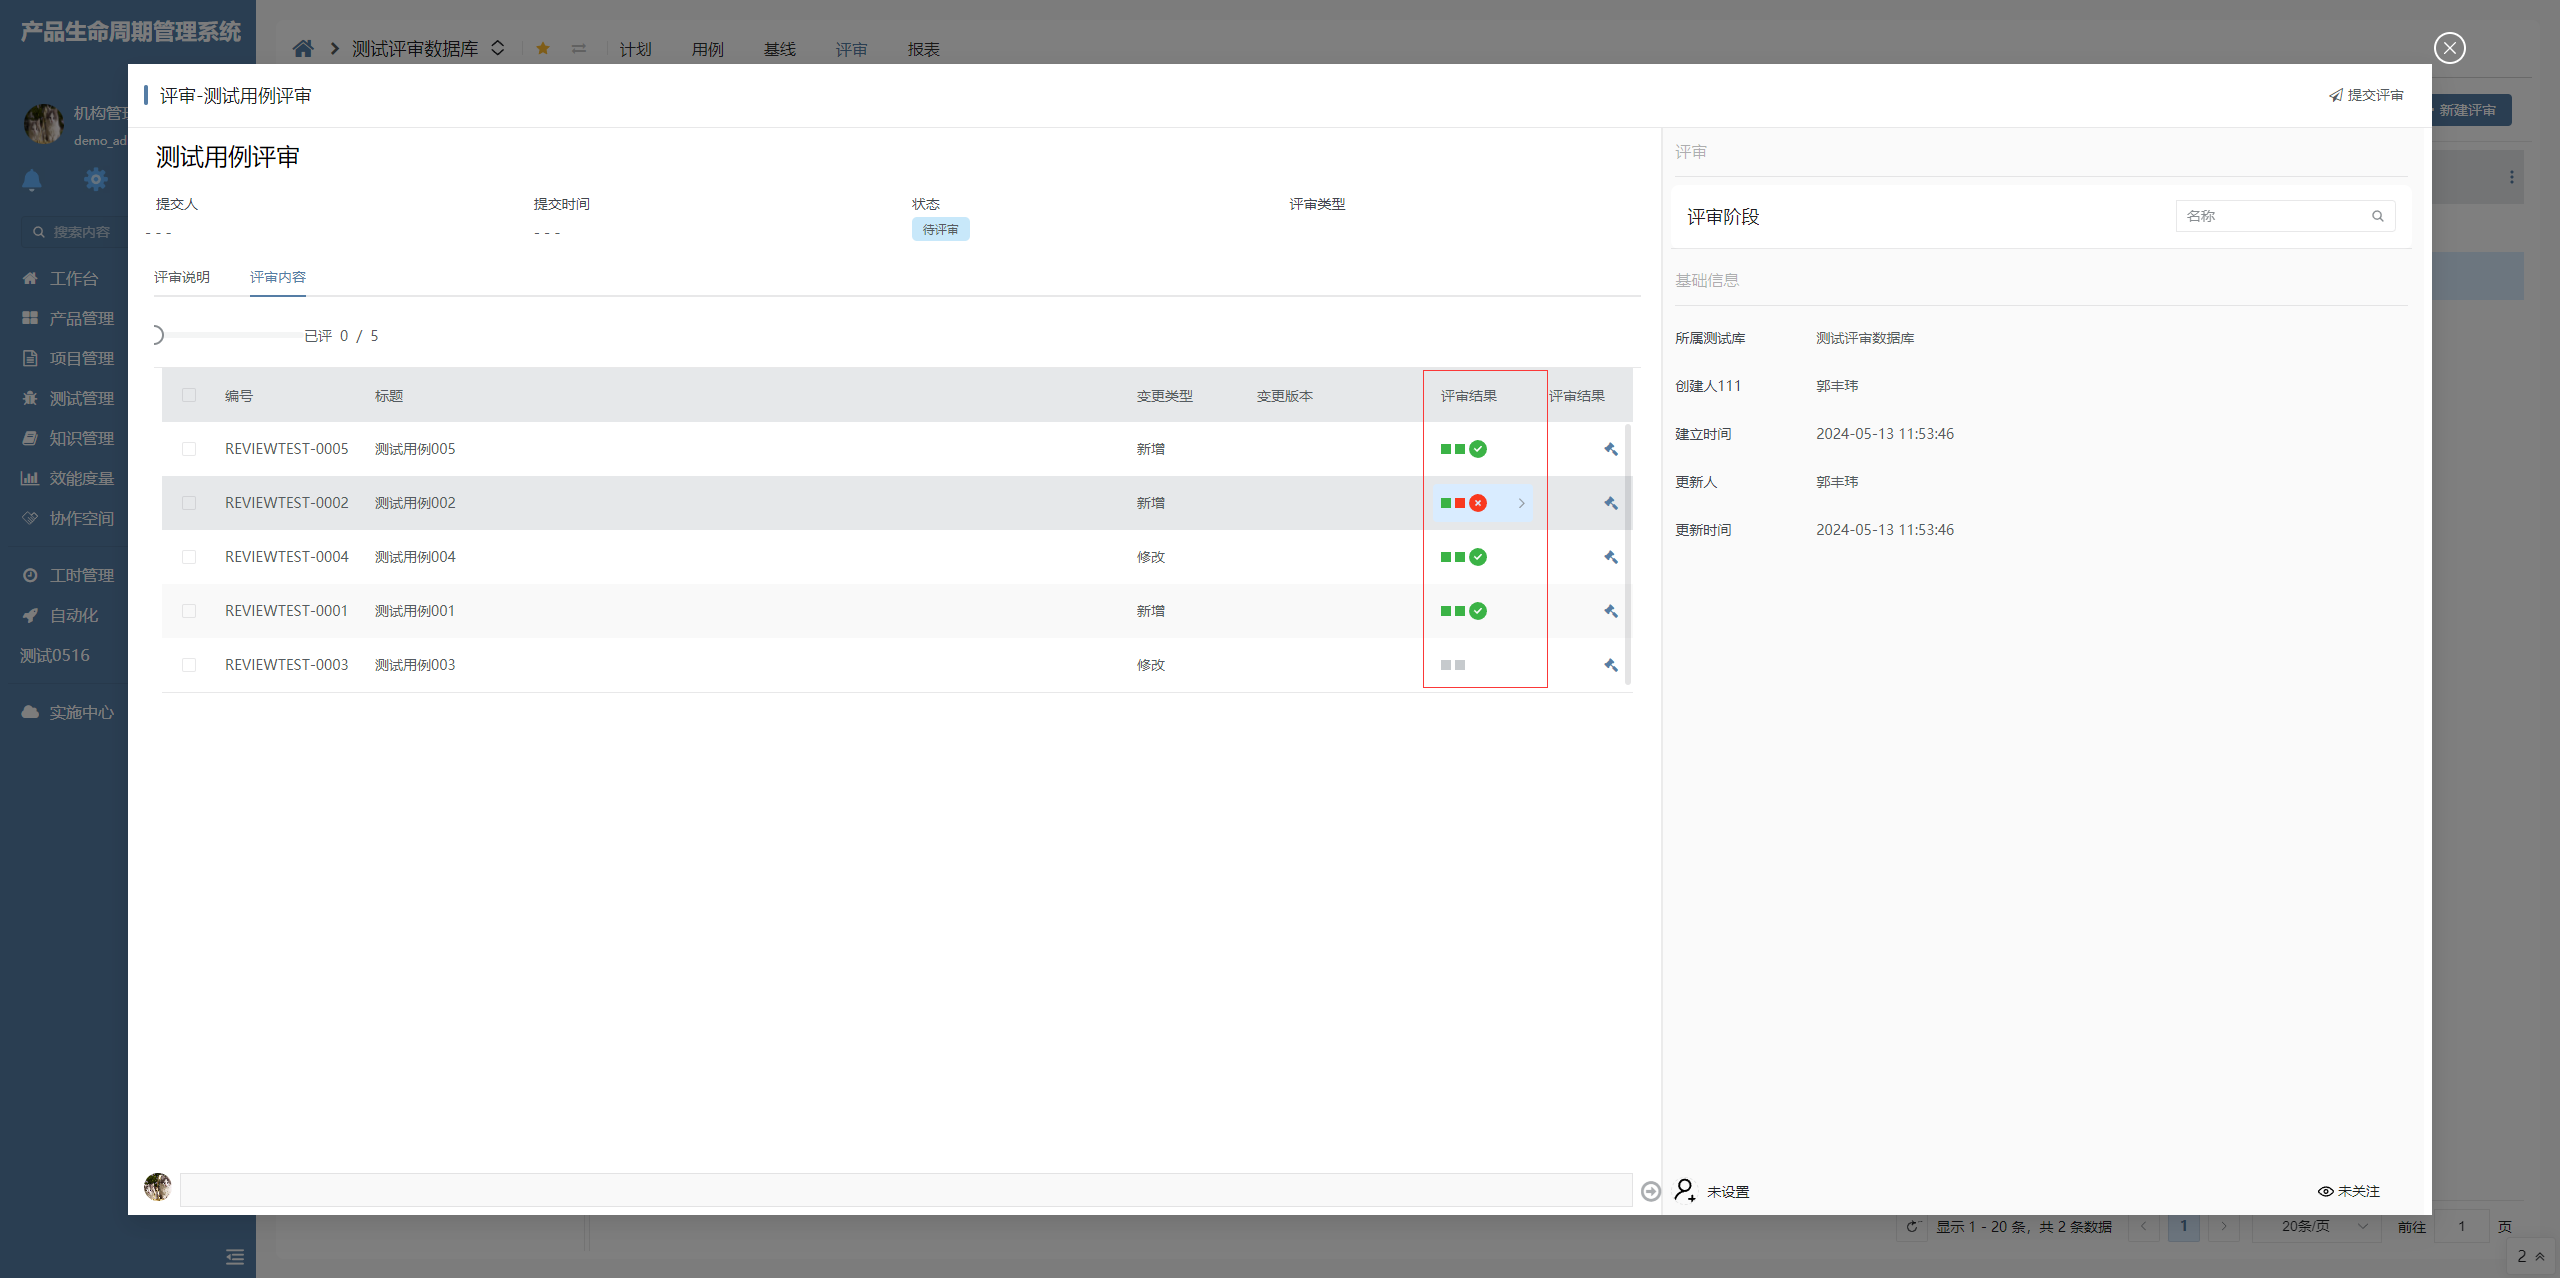 产品生命周期管理系统
测试评审数据库 计划 用例 基线 评审 报表
新建评审
机构管理
demo_ad
搜索内容
工作台
产品管理
项目管理
测试管理
知识管理
效能度量
协作空间
工时管理
自动化
测试0516
实施中心
评审-测试用例评审
提交评审
测试用例评审
提交人 提交时间 状态 评审类型
--- --- 待评审
评审说明 评审内容
已评 0 / 5
编号 标题 变更类型 变更版本 评审结果 评审结果
REVIEWTEST-0005 测试用例005 新增
REVIEWTEST-0002 测试用例002 新增
REVIEWTEST-0004 测试用例004 修改
REVIEWTEST-0001 测试用例001 新增
REVIEWTEST-0003 测试用例003 修改
评审
评审阶段 名称
基础信息
所属测试库 测试评审数据库
创建人111 郭丰玮
建立时间 2024-05-13 11:53:46
更新人 郭丰玮
更新时间 2024-05-13 11:53:46
未设置 未关注
显示 1 - 20 条，共 2 条数据 1 20条/页 前往 1 页
2